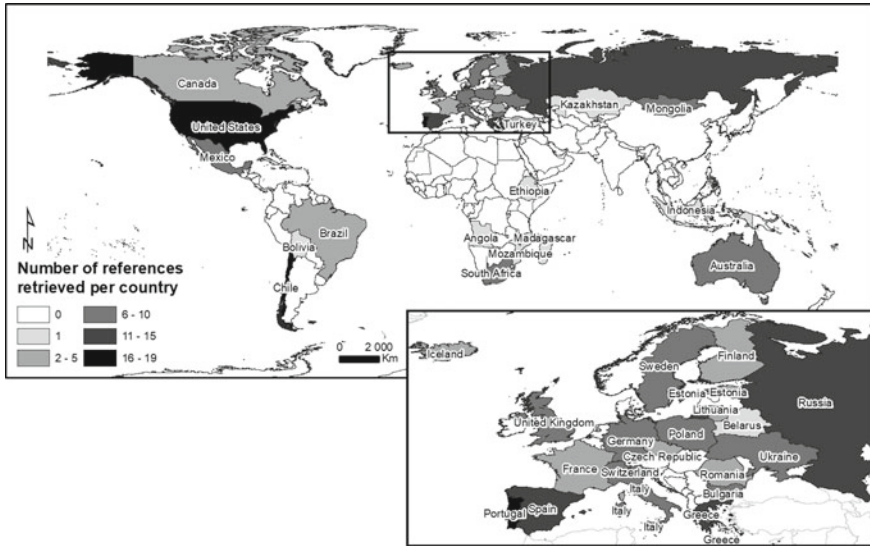 Canada
United States
Mexico
Brazil
Bolivia
Chile
Kazakhstan
Mongolia
Turkey
Ethiopia
Indonesia
Angola
Madagascar
Mozambique
South Africa
Australia
N
Number of references
retrieved per country
0
6 - 10
1
11 - 15
2 - 5
16 - 19
0 2 000
Km
Iceland
Sweden
Finland
Estonia
Estonia
Russia
Lithuania
Belarus
United Kingdom
Germany
Poland
Czech Republic
Ukraine
France
Switzerland
Romania
Italy
Bulgaria
Portugal
Spain
Italy
Italy
Greece
Greece